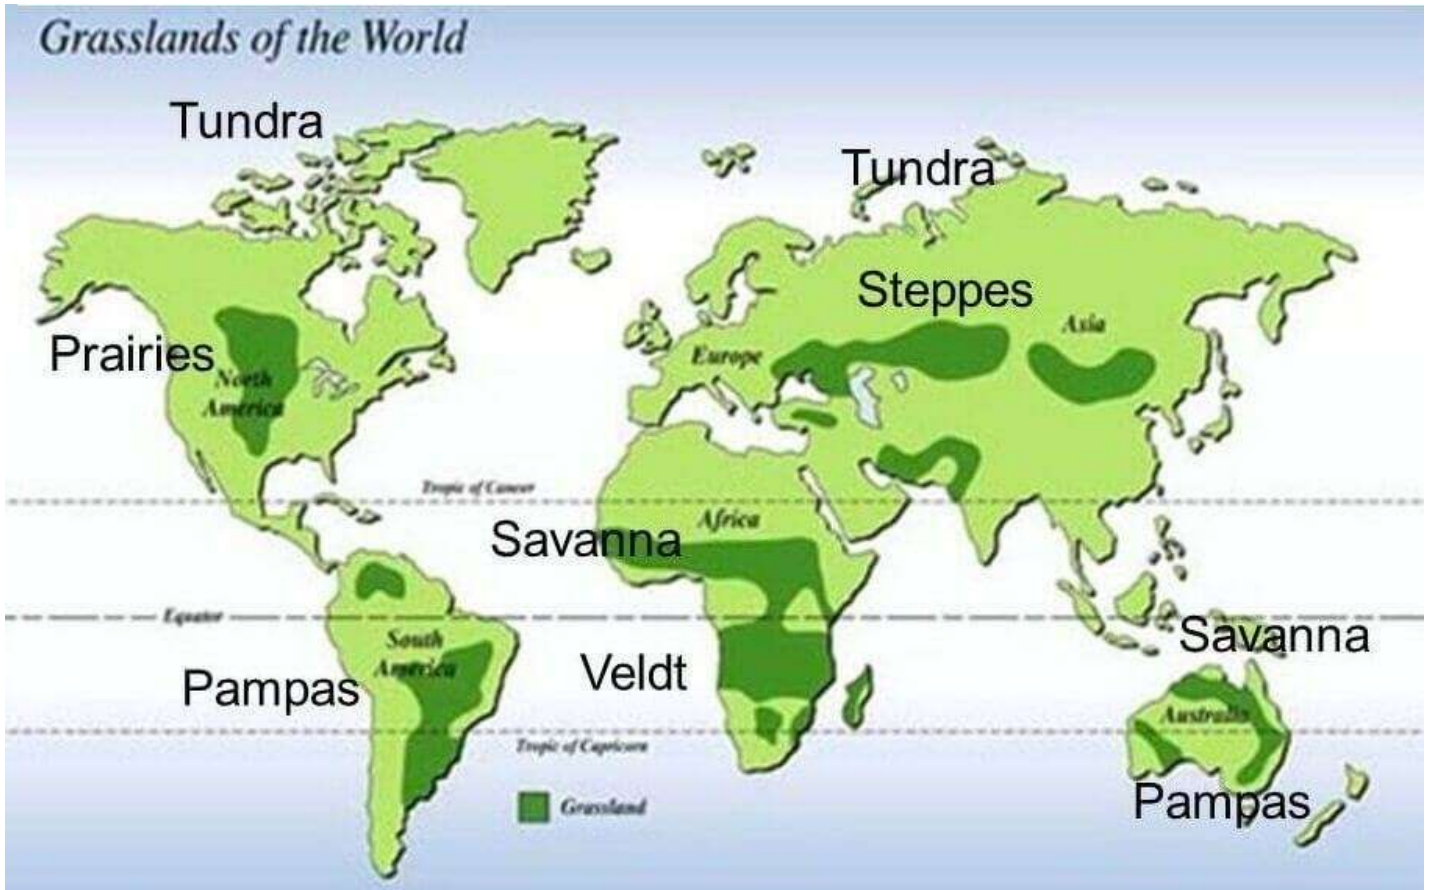 Grasslands of the World
Tundra
Tundra
Steppes
Asia
Prairies
Europe
North
America
Tropic of Cancer
Africa
Savanna
Equator
South
America
Savanna
Veldt
Pampas
Australia
Tropic of Capricorn
Grassland
Pampas